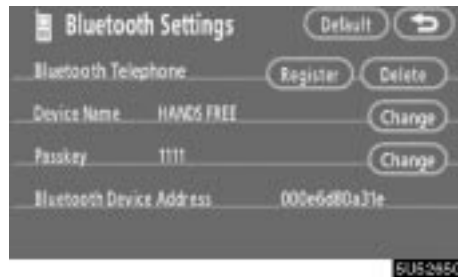 Bluetooth Settings Default
Bluetooth Telephone Register Delete
Device Name HANDS FREE Change
Passkey 1111 Change
Bluetooth Device Address 000e6d80a31e